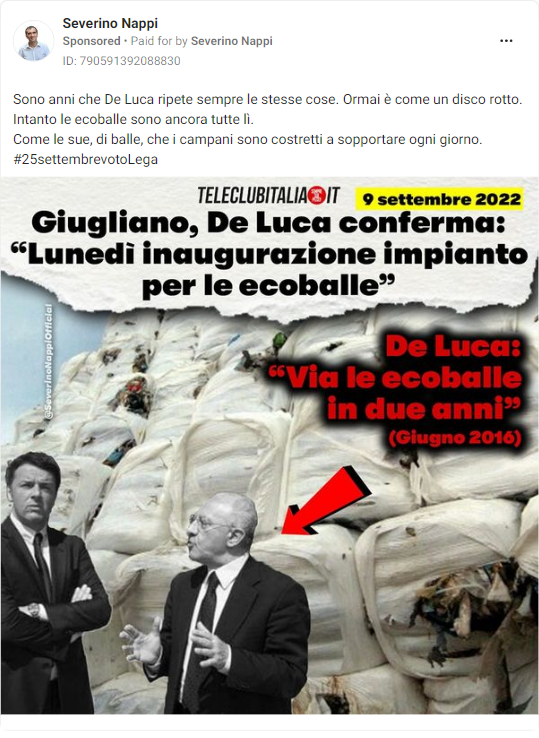 Severino Nappi
Sponsored • Paid for by Severino Nappi
ID: 790591392088830
Sono anni che De Luca ripete sempre le stesse cose. Ormai è come un disco rotto.
Intanto le ecoballe sono ancora tutte lì.
Come le sue, di balle, che i campani sono costretti a sopportare ogni giorno.
#25settembrevotoLega
TELECLUBITALIA IT
9 settembre 2022
Giugliano, De Luca conferma:
“Lunedì inaugurazione impianto
per le ecoballe”
@SeverinoNappiOfficial
De Luca:
“Via le ecoballe
in due anni”
(Giugno 2016)